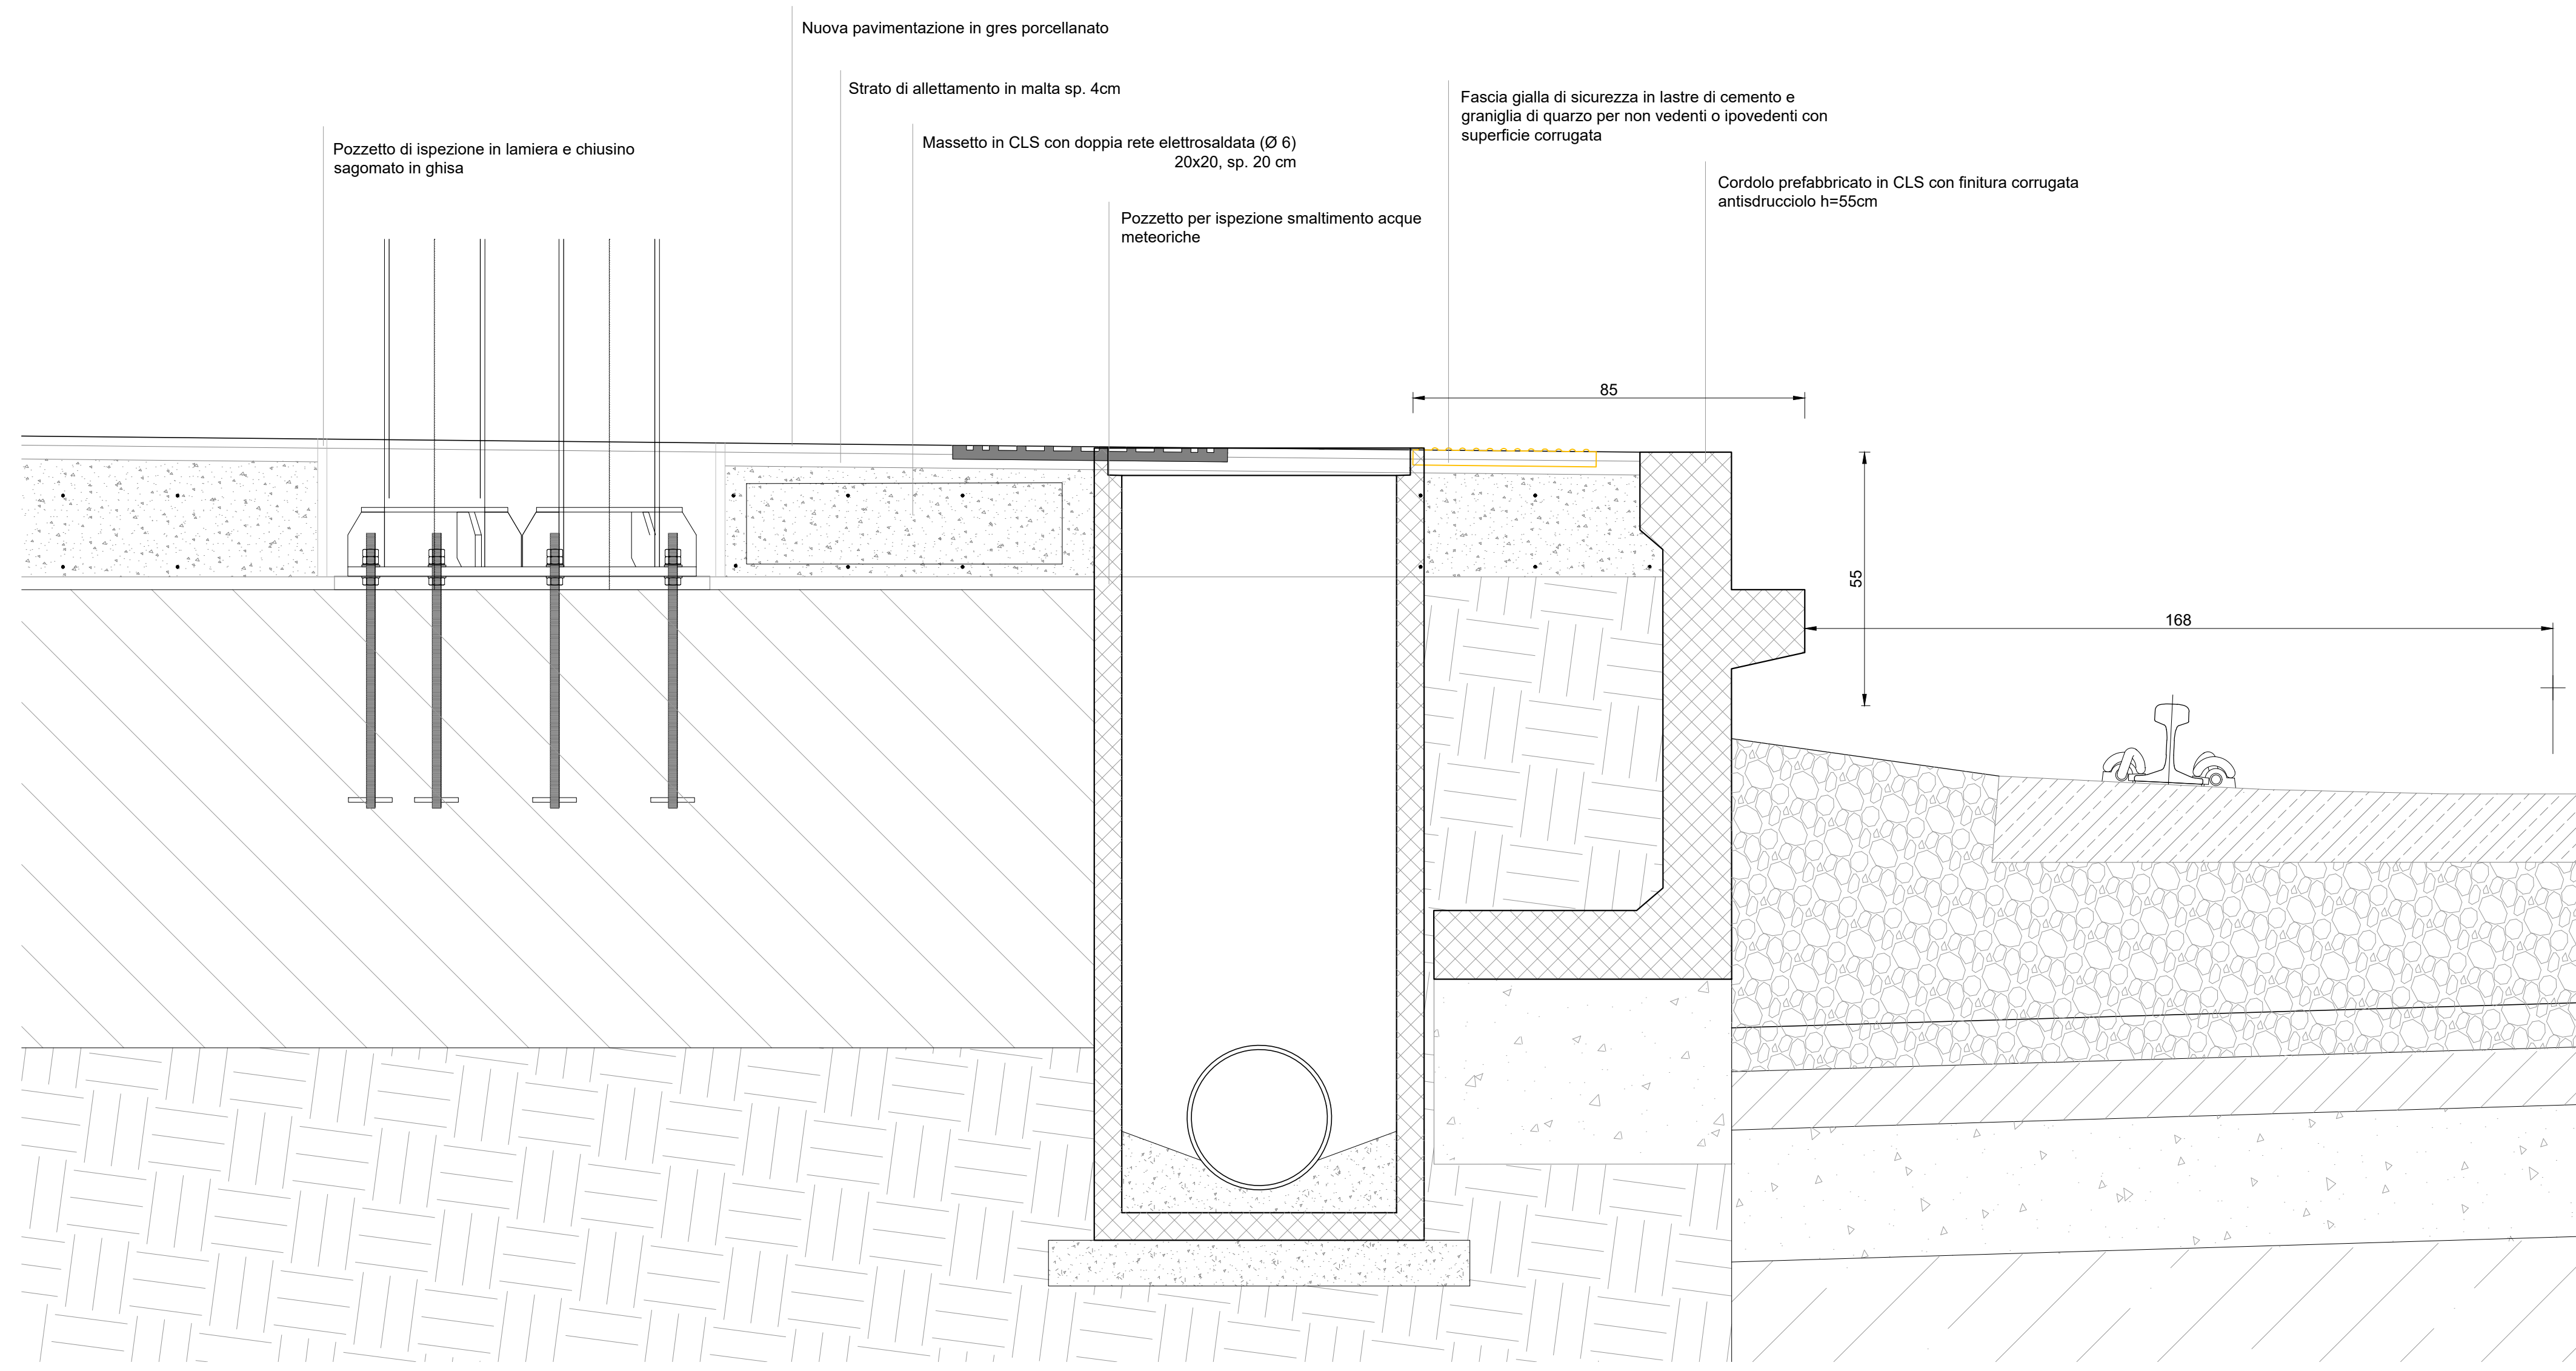 Nuova pavimentazione in gres porcellanato
Strato di allettamento in malta sp. 4cm
Fascia gialla di sicurezza in lastre di cemento e
graniglia di quarzo per non vedenti o ipovedenti con
superficie corrugata
Pozzetto di ispezione in lamiera e chiusino
sagomato in ghisa
Massetto in CLS con doppia rete elettrosaldata (Ø 6)
20x20, sp. 20 cm
Cordolo prefabbricato in CLS con finitura corrugata
antisdrucciolo h=55cm
Pozzetto per ispezione smaltimento acque
meteoriche
85
55
168